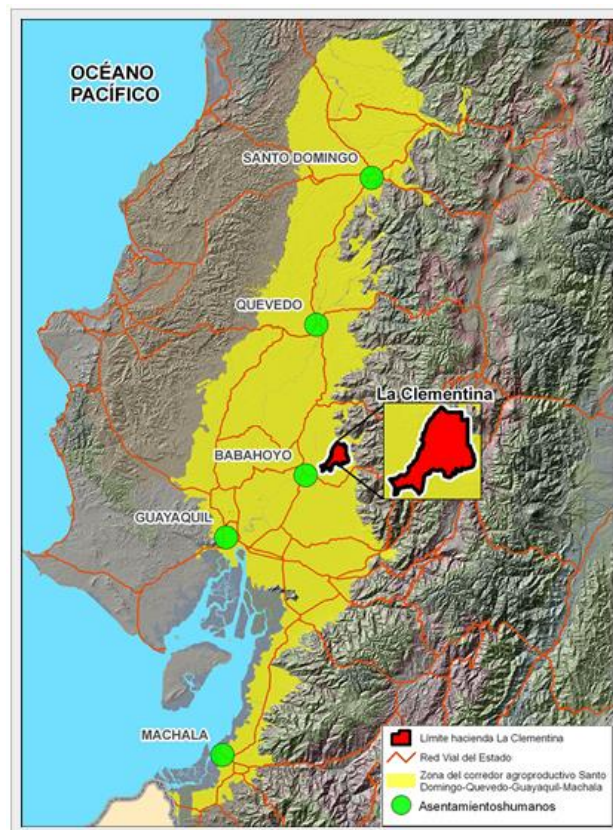 OCÉANO
PACÍFICO
SANTO DOMINGO
QUEVEDO
La Clementina
BABAHOYO
GUAYAQUIL
MACHALA
Límite hacienda La Clementina
Red Vial del Estado
Zona del corredor agroproductivo Santo
Domingo-Quevedo-Guayaquil-Machala
Asentamientoshumanos